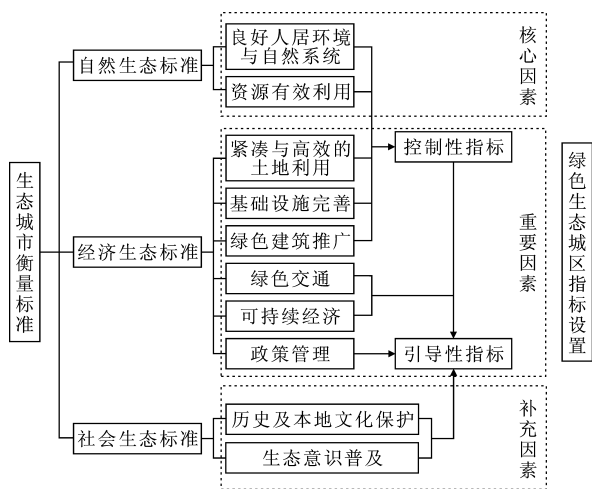 生态城市衡量标准
自然生态标准
经济生态标准
社会生态标准
良好人居环境
与自然系统
资源有效利用
紧凑与高效的
土地利用
基础设施完善
绿色建筑推广
绿色交通
可持续经济
政策管理
历史及本地文化保护
生态意识普及
控制性指标
引导性指标
核心因素
重要因素
补充因素
绿色生态城区指标设置